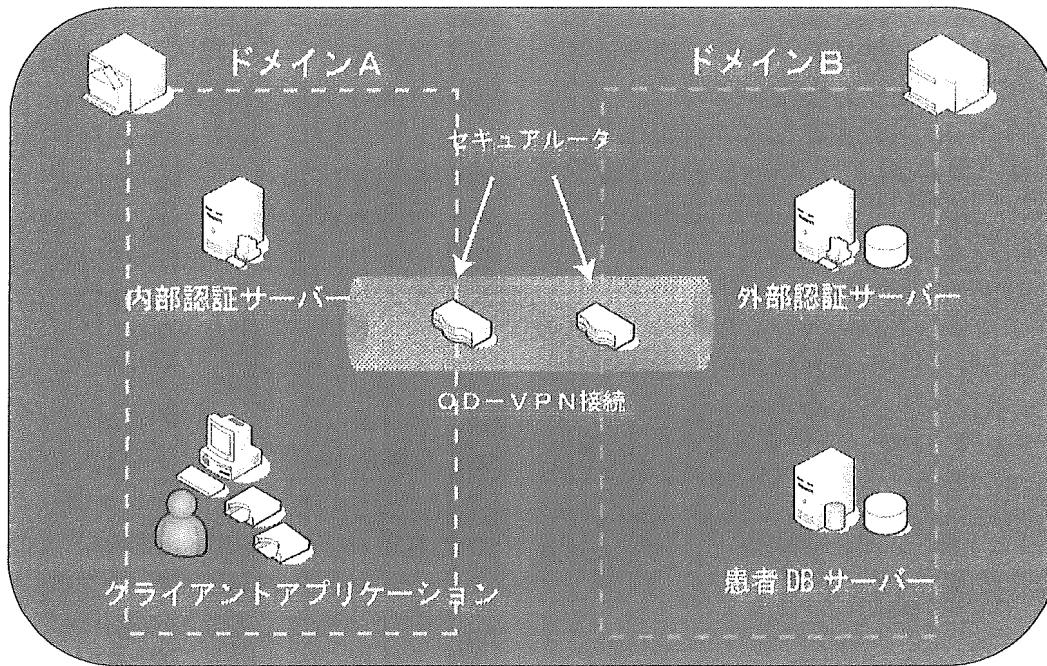 ドメインA
ドメインB
セキュアルータ
内部認証サーバー
外部認証サーバー
OD－VPN接続
クライアントアプリケーション
患者DBサーバー